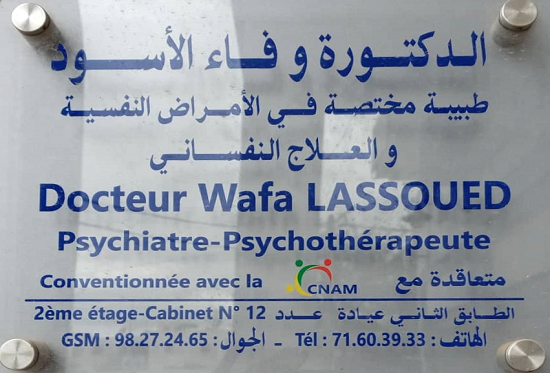 الدكتورة وفاء الأسود
طبيبة مختصة في الأمراض النفسية
و العلاج النفساني
Docteur Wafa LASSOUED
Psychiatre-Psychothérapeute
Conventionnée avec la CNAM متعاقدة مع
2ème étage-Cabinet N° 12 الطابق الثاني عيادة عدد
GSM : 98.27.24.65 : الجوال - Tél : 71.60.39.33 : الهاتف